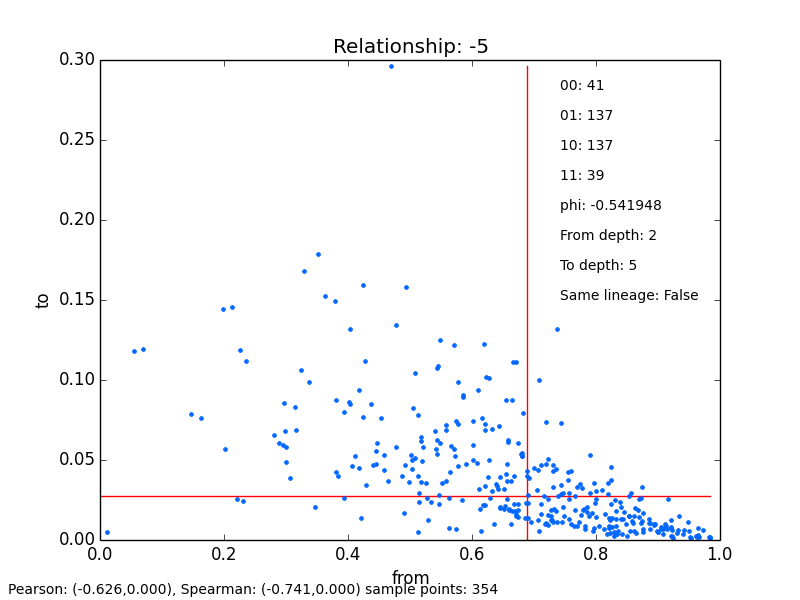 Relationship: -5
0.30
0.25
0.20
0.15
0.10
0.05
0.00
to
00: 41
01: 137
10: 137
11: 39
phi: -0.541948
From depth: 2
To depth: 5
Same lineage: False
0.0 0.2 0.4 0.6 0.8 1.0
from
Pearson: (-0.626,0.000), Spearman: (-0.741,0.000) sample points: 354